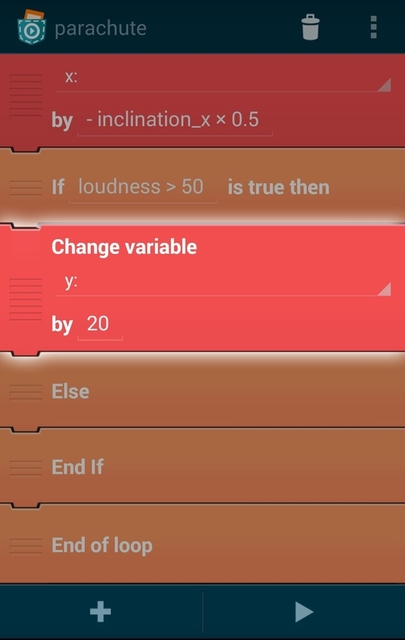 parachute
x:
by - inclination_x × 0.5
If loudness > 50 is true then
Change variable
y:
by 20
Else
End If
End of loop